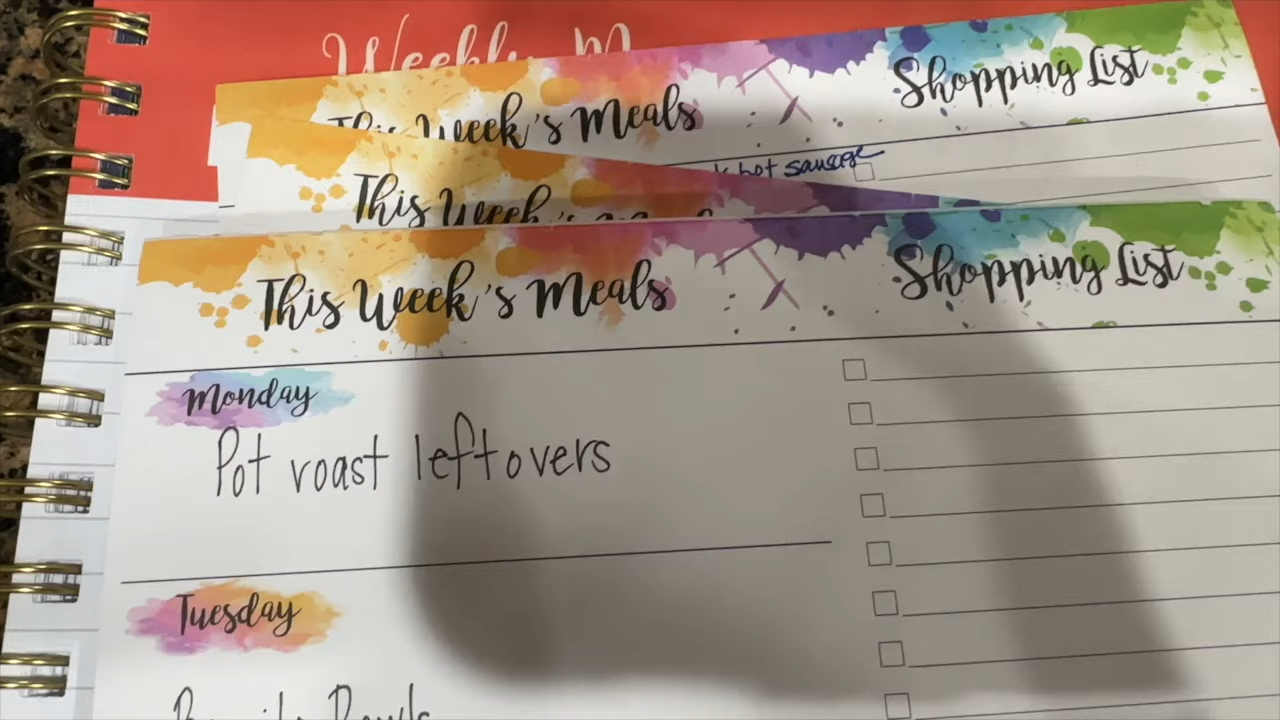 Weekly
This Week's Meals
Shopping List
hot sausage
This Week's
This Week's Meals
Shopping List
Monday
Pot roast leftovers
Tuesday